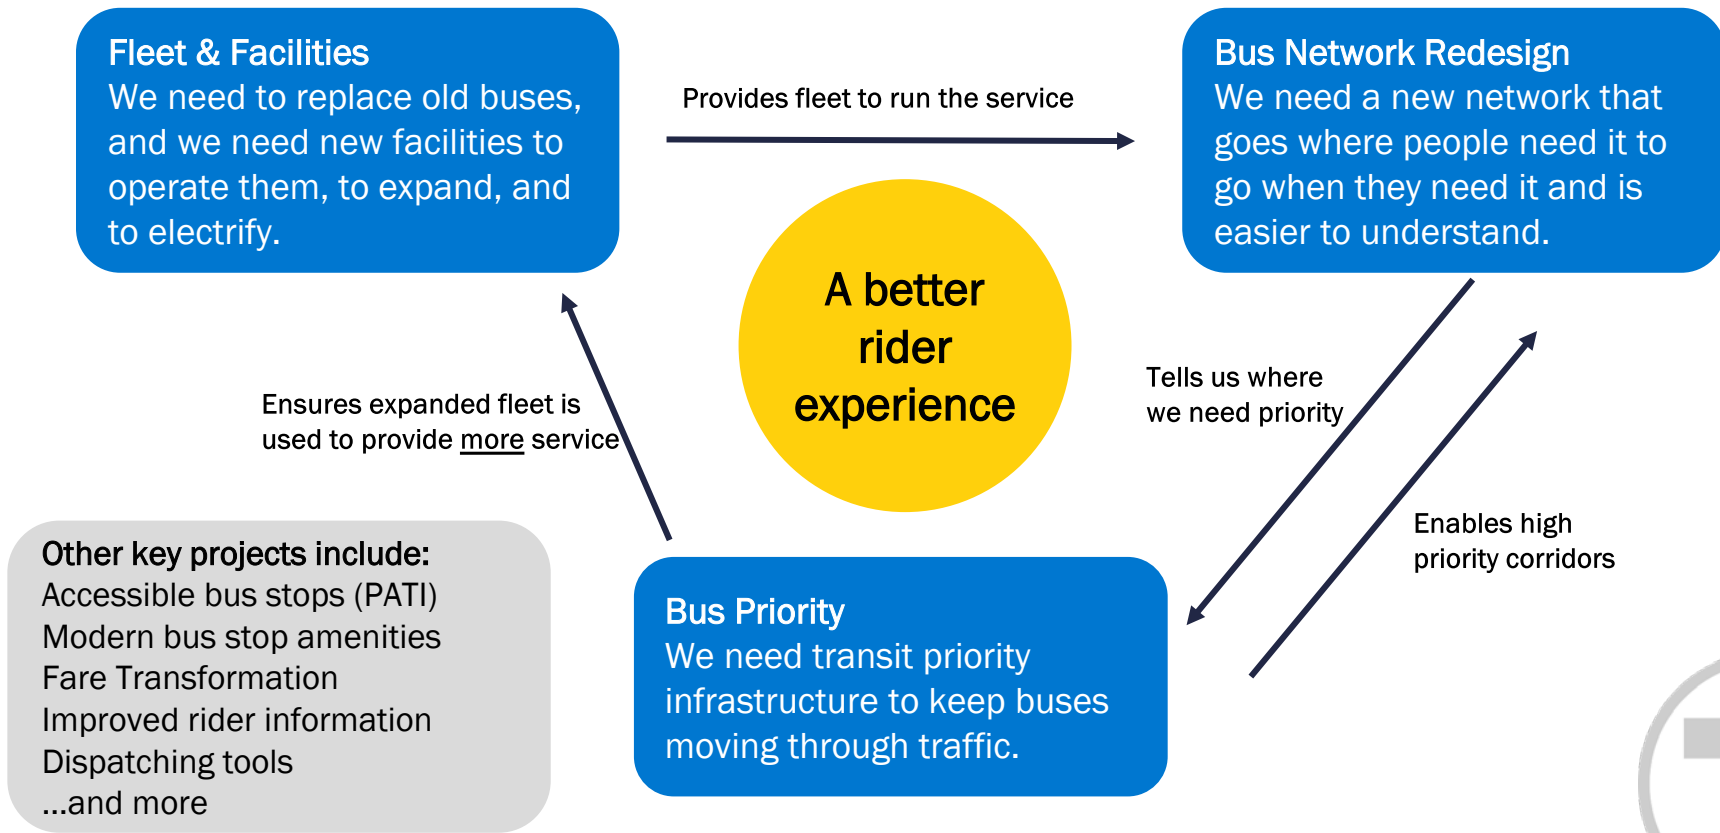 Fleet & Facilities
We need to replace old buses,
and we need new facilities to
operate them, to expand, and
to electrify.
Provides fleet to run the service
Bus Network Redesign
We need a new network that
goes where people need it to
go when they need it and is
easier to understand.
A better
rider
experience
Ensures expanded fleet is
used to provide more service
Tells us where
we need priority
Enables high
priority corridors
Other key projects include:
Accessible bus stops (PATI)
Modern bus stop amenities
Fare Transformation
Improved rider information
Dispatching tools
...and more
Bus Priority
We need transit priority
infrastructure to keep buses
moving through traffic.